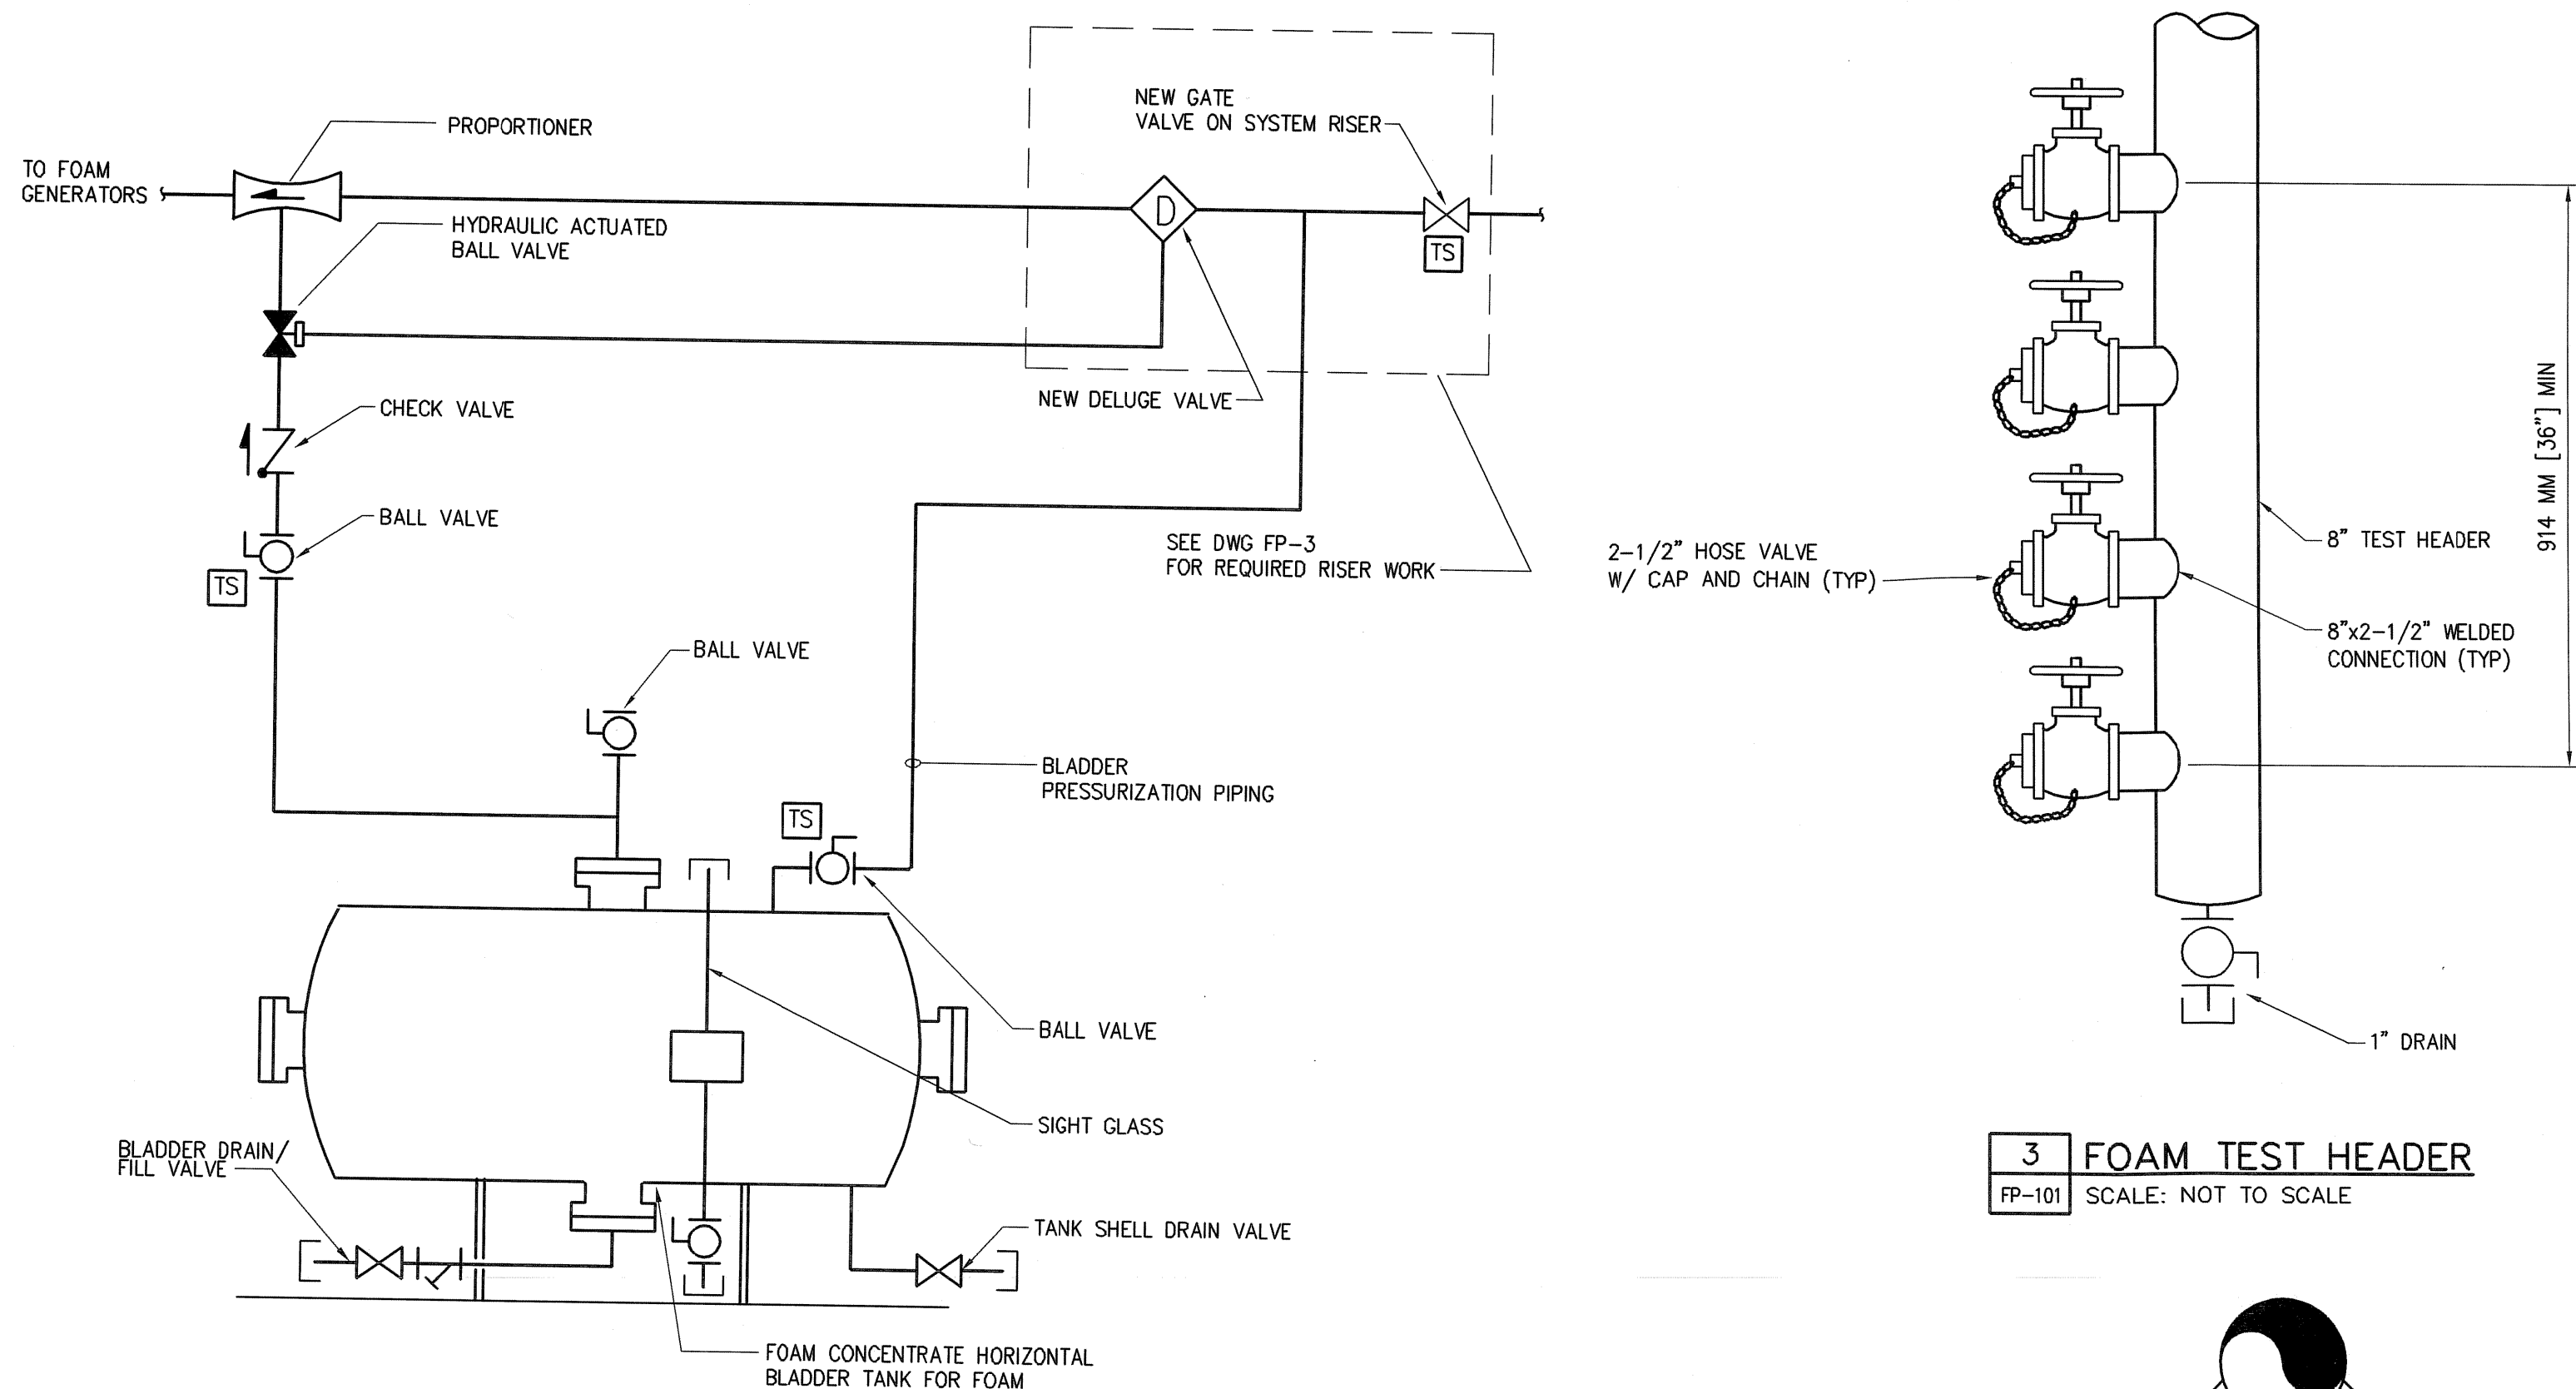 PROPORTIONER
TO FOAM
GENERATORS
HYDRAULIC ACTUATED
BALL VALVE
NEW GATE
VALVE ON SYSTEM RISER
D
TS
NEW DELUGE VALVE
CHECK VALVE
BALL VALVE
TS
SEE DWG FP-3
FOR REQUIRED RISER WORK
BALL VALVE
BLADDER
PRESSURIZATION PIPING
TS
BALL VALVE
SIGHT GLASS
BLADDER DRAIN/
FILL VALVE
TANK SHELL DRAIN VALVE
FOAM CONCENTRATE HORIZONTAL
BLADDER TANK FOR FOAM
2-1/2" HOSE VALVE
W/ CAP AND CHAIN (TYP)
914 MM [36"] MIN
8" TEST HEADER
8"x2-1/2" WELDED
CONNECTION (TYP)
1" DRAIN
3
FOAM TEST HEADER
FP-101
SCALE: NOT TO SCALE